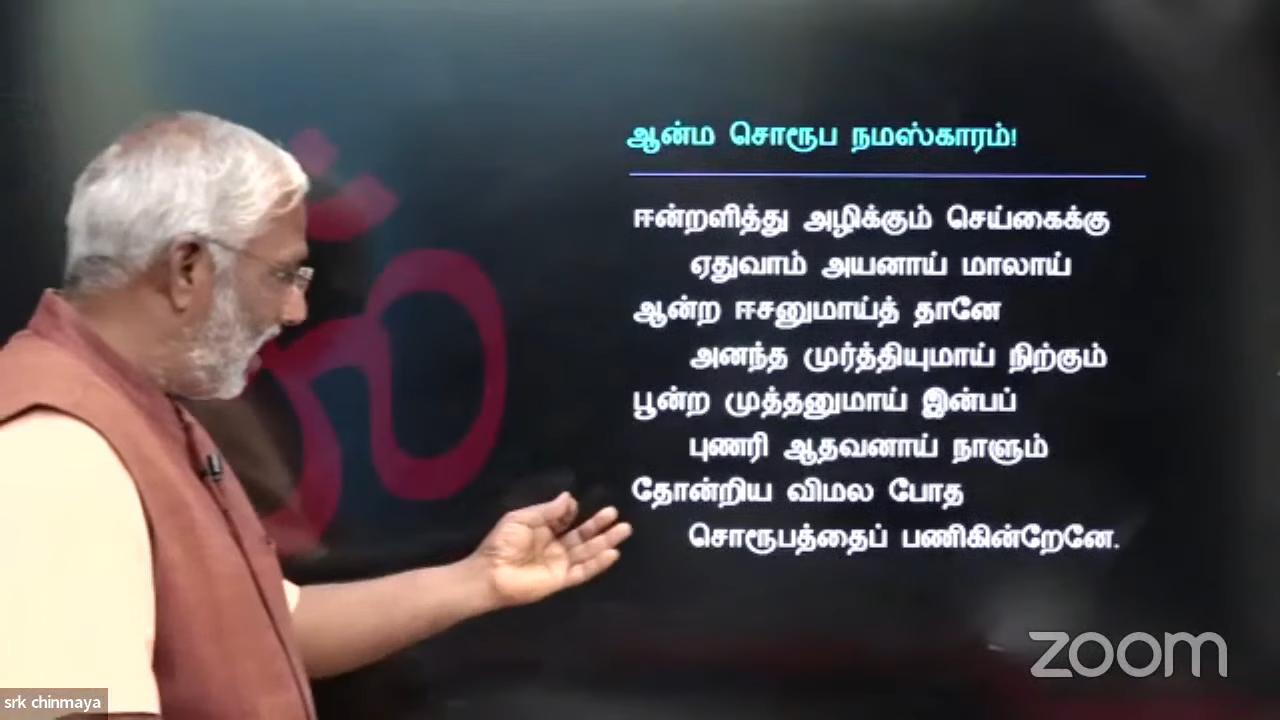 ஆன்ம சொரூப நமஸ்காரம்!
ஈன்றளித்து அழிக்கும் செய்கைக்கு
ஏதுவாம் அயனாய் மாலாய்
ஆன்ற ஈசனுமாய்த் தானே
அனந்த முர்த்தியுமாய் நிற்கும்
பூன்ற முத்தனுமாய் இன்பப்
புணரி ஆதவனாய் நாளும்
தோன்றிய விமல போத
சொரூபத்தைப் பணிகின்றேனே.
zoom
srk chinmaya